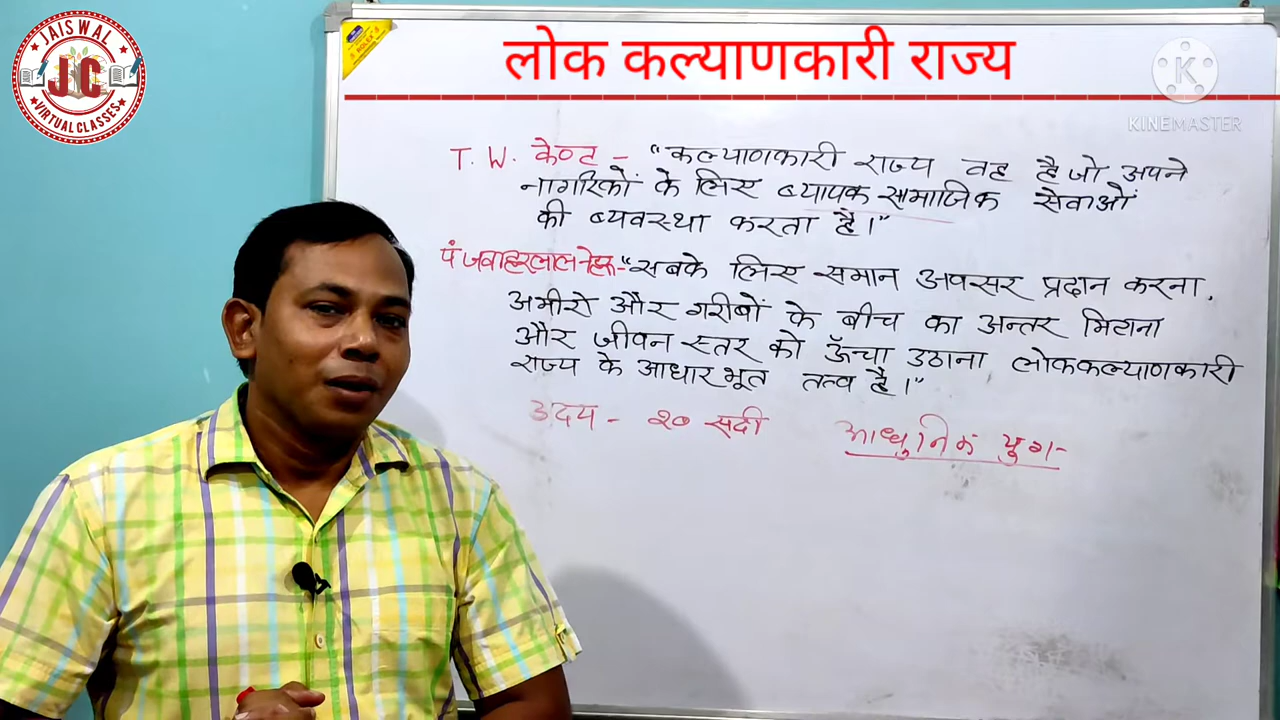 JAISWAL
JC
VIRTUAL CLASSES
ROLEX
लोक कल्याणकारी राज्य
K
KINEMASTER
T. W. केण्ट - "कल्याणकारी राज्य वह है जो अपने
नागरिकों के लिए व्यापक सामाजिक सेवाओं
की व्यवस्था करता है।"
पं जवाहरलाल नेहरू- "सबके लिए समान अवसर प्रदान करना,
अमीरो और गरीबों के बीच का अन्तर मिटाना
और जीवन स्तर को ऊँचा उठाना लोककल्याणकारी
राज्य के आधारभूत तत्व है।"
उदय - २० सदी आध्धुनिक युग-